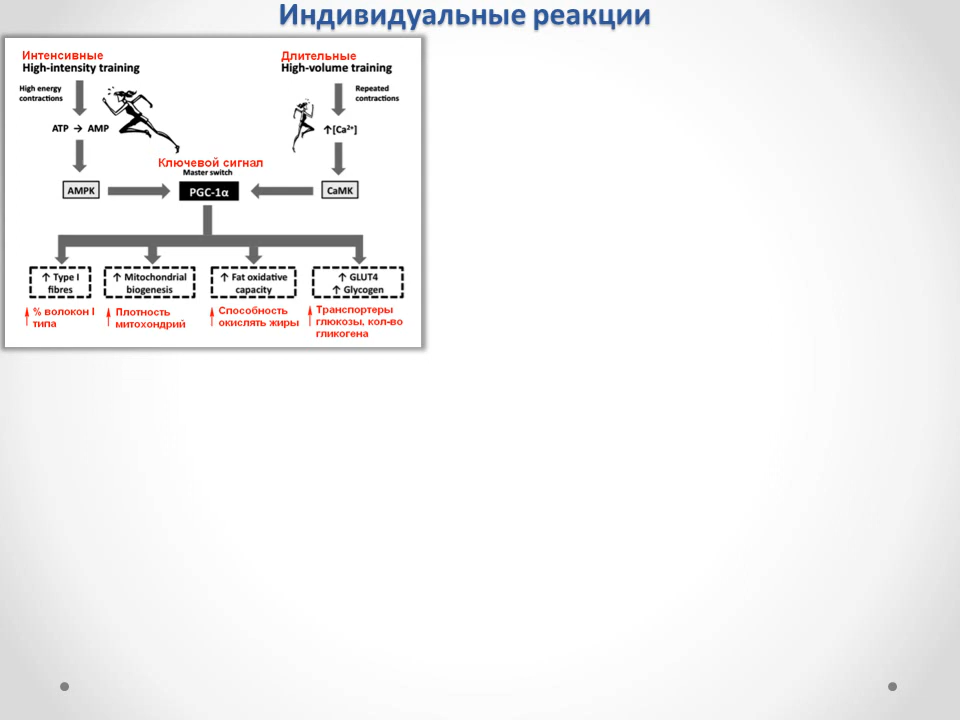 Индивидуальные реакции
Интенсивные
High-intensity training
Длительные
High-volume training
High energy
contractions
Repeated
contractions
ATP → AMP
↑[Ca²⁺]
Ключевой сигнал
Master switch
AMPK
PGC-1α
CaMK
↑ Type I
fibres
↑ Mitochondrial
biogenesis
↑ Fat oxidative
capacity
↑ GLUT4
↑ Glycogen
↑ % волокон I
типа
↑ Плотность
митохондрий
↑ Способность
окислять жиры
↑ Транспортеры
глюкозы, кол-во
гликогена